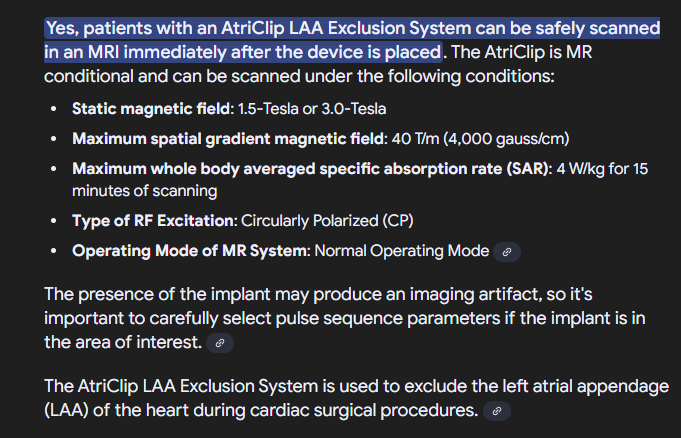 Yes, patients with an AtriClip LAA Exclusion System can be safely scanned
in an MRI immediately after the device is placed. The AtriClip is MR
conditional and can be scanned under the following conditions:
• Static magnetic field: 1.5-Tesla or 3.0-Tesla
• Maximum spatial gradient magnetic field: 40 T/m (4,000 gauss/cm)
• Maximum whole body averaged specific absorption rate (SAR): 4 W/kg for 15
minutes of scanning
• Type of RF Excitation: Circularly Polarized (CP)
• Operating Mode of MR System: Normal Operating Mode
The presence of the implant may produce an imaging artifact, so it's
important to carefully select pulse sequence parameters if the implant is in
the area of interest.
The AtriClip LAA Exclusion System is used to exclude the left atrial appendage
(LAA) of the heart during cardiac surgical procedures.